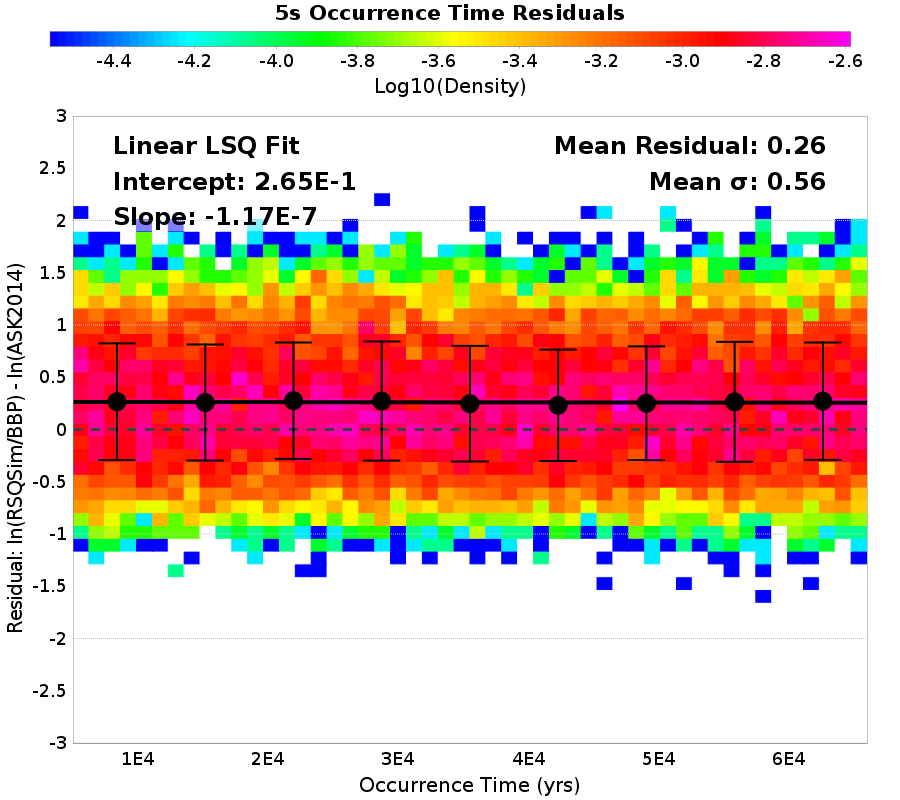 5s Occurrence Time Residuals
-4.4 -4.2 -4.0 -3.8 -3.6 -3.4 -3.2 -3.0 -2.8 -2.6
Log10(Density)
Linear LSQ Fit
Intercept: 2.65E-1
Slope: -1.17E-7
Mean Residual: 0.26
Mean σ: 0.56
Residual: ln(RSQSim/BBP) - ln(ASK2014)
3
2.5
2
1.5
1
0.5
0
-0.5
-1
-1.5
-2
-2.5
-3
1E4 2E4 3E4 4E4 5E4 6E4
Occurrence Time (yrs)